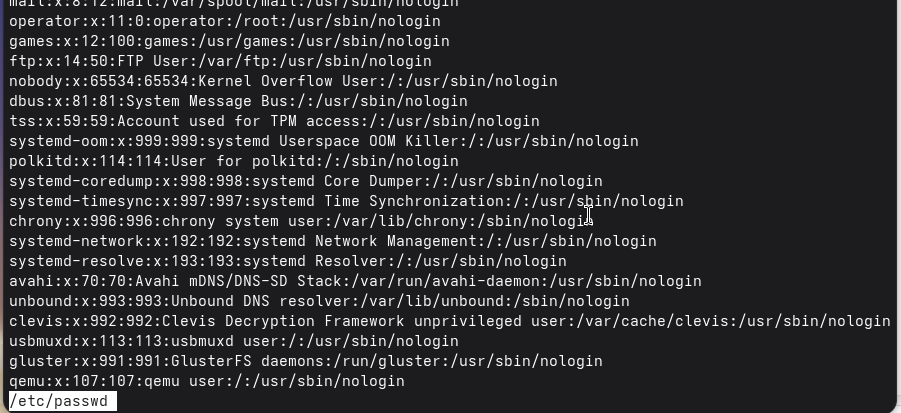 mail:x:8:12:mail:/var/spool/mail:/usr/sbin/nologin
operator:x:11:0:operator:/root:/usr/sbin/nologin
games:x:12:100:games:/usr/games:/usr/sbin/nologin
ftp:x:14:50:FTP User:/var/ftp:/usr/sbin/nologin
nobody:x:65534:65534:Kernel Overflow User:/:/usr/sbin/nologin
dbus:x:81:81:System Message Bus:/:/usr/sbin/nologin
tss:x:59:59:Account used for TPM access:/:/usr/sbin/nologin
systemd-oom:x:999:999:systemd Userspace OOM Killer:/:/usr/sbin/nologin
polkitd:x:114:114:User for polkitd:/:/sbin/nologin
systemd-coredump:x:998:998:systemd Core Dumper:/:/usr/sbin/nologin
systemd-timesync:x:997:997:systemd Time Synchronization:/:/usr/sbin/nologin
chrony:x:996:996:chrony system user:/var/lib/chrony:/sbin/nologin
systemd-network:x:192:192:systemd Network Management:/:/usr/sbin/nologin
systemd-resolve:x:193:193:systemd Resolver:/:/usr/sbin/nologin
avahi:x:70:70:Avahi mDNS/DNS-SD Stack:/var/run/avahi-daemon:/usr/sbin/nologin
unbound:x:993:993:Unbound DNS resolver:/var/lib/unbound:/sbin/nologin
clevis:x:992:992:Clevis Decryption Framework unprivileged user:/var/cache/clevis:/usr/sbin/nologin
usbmuxd:x:113:113:usbmuxd user:/:/usr/sbin/nologin
gluster:x:991:991:GlusterFS daemons:/run/gluster:/usr/sbin/nologin
qemu:x:107:107:qemu user:/:/usr/sbin/nologin
/etc/passwd